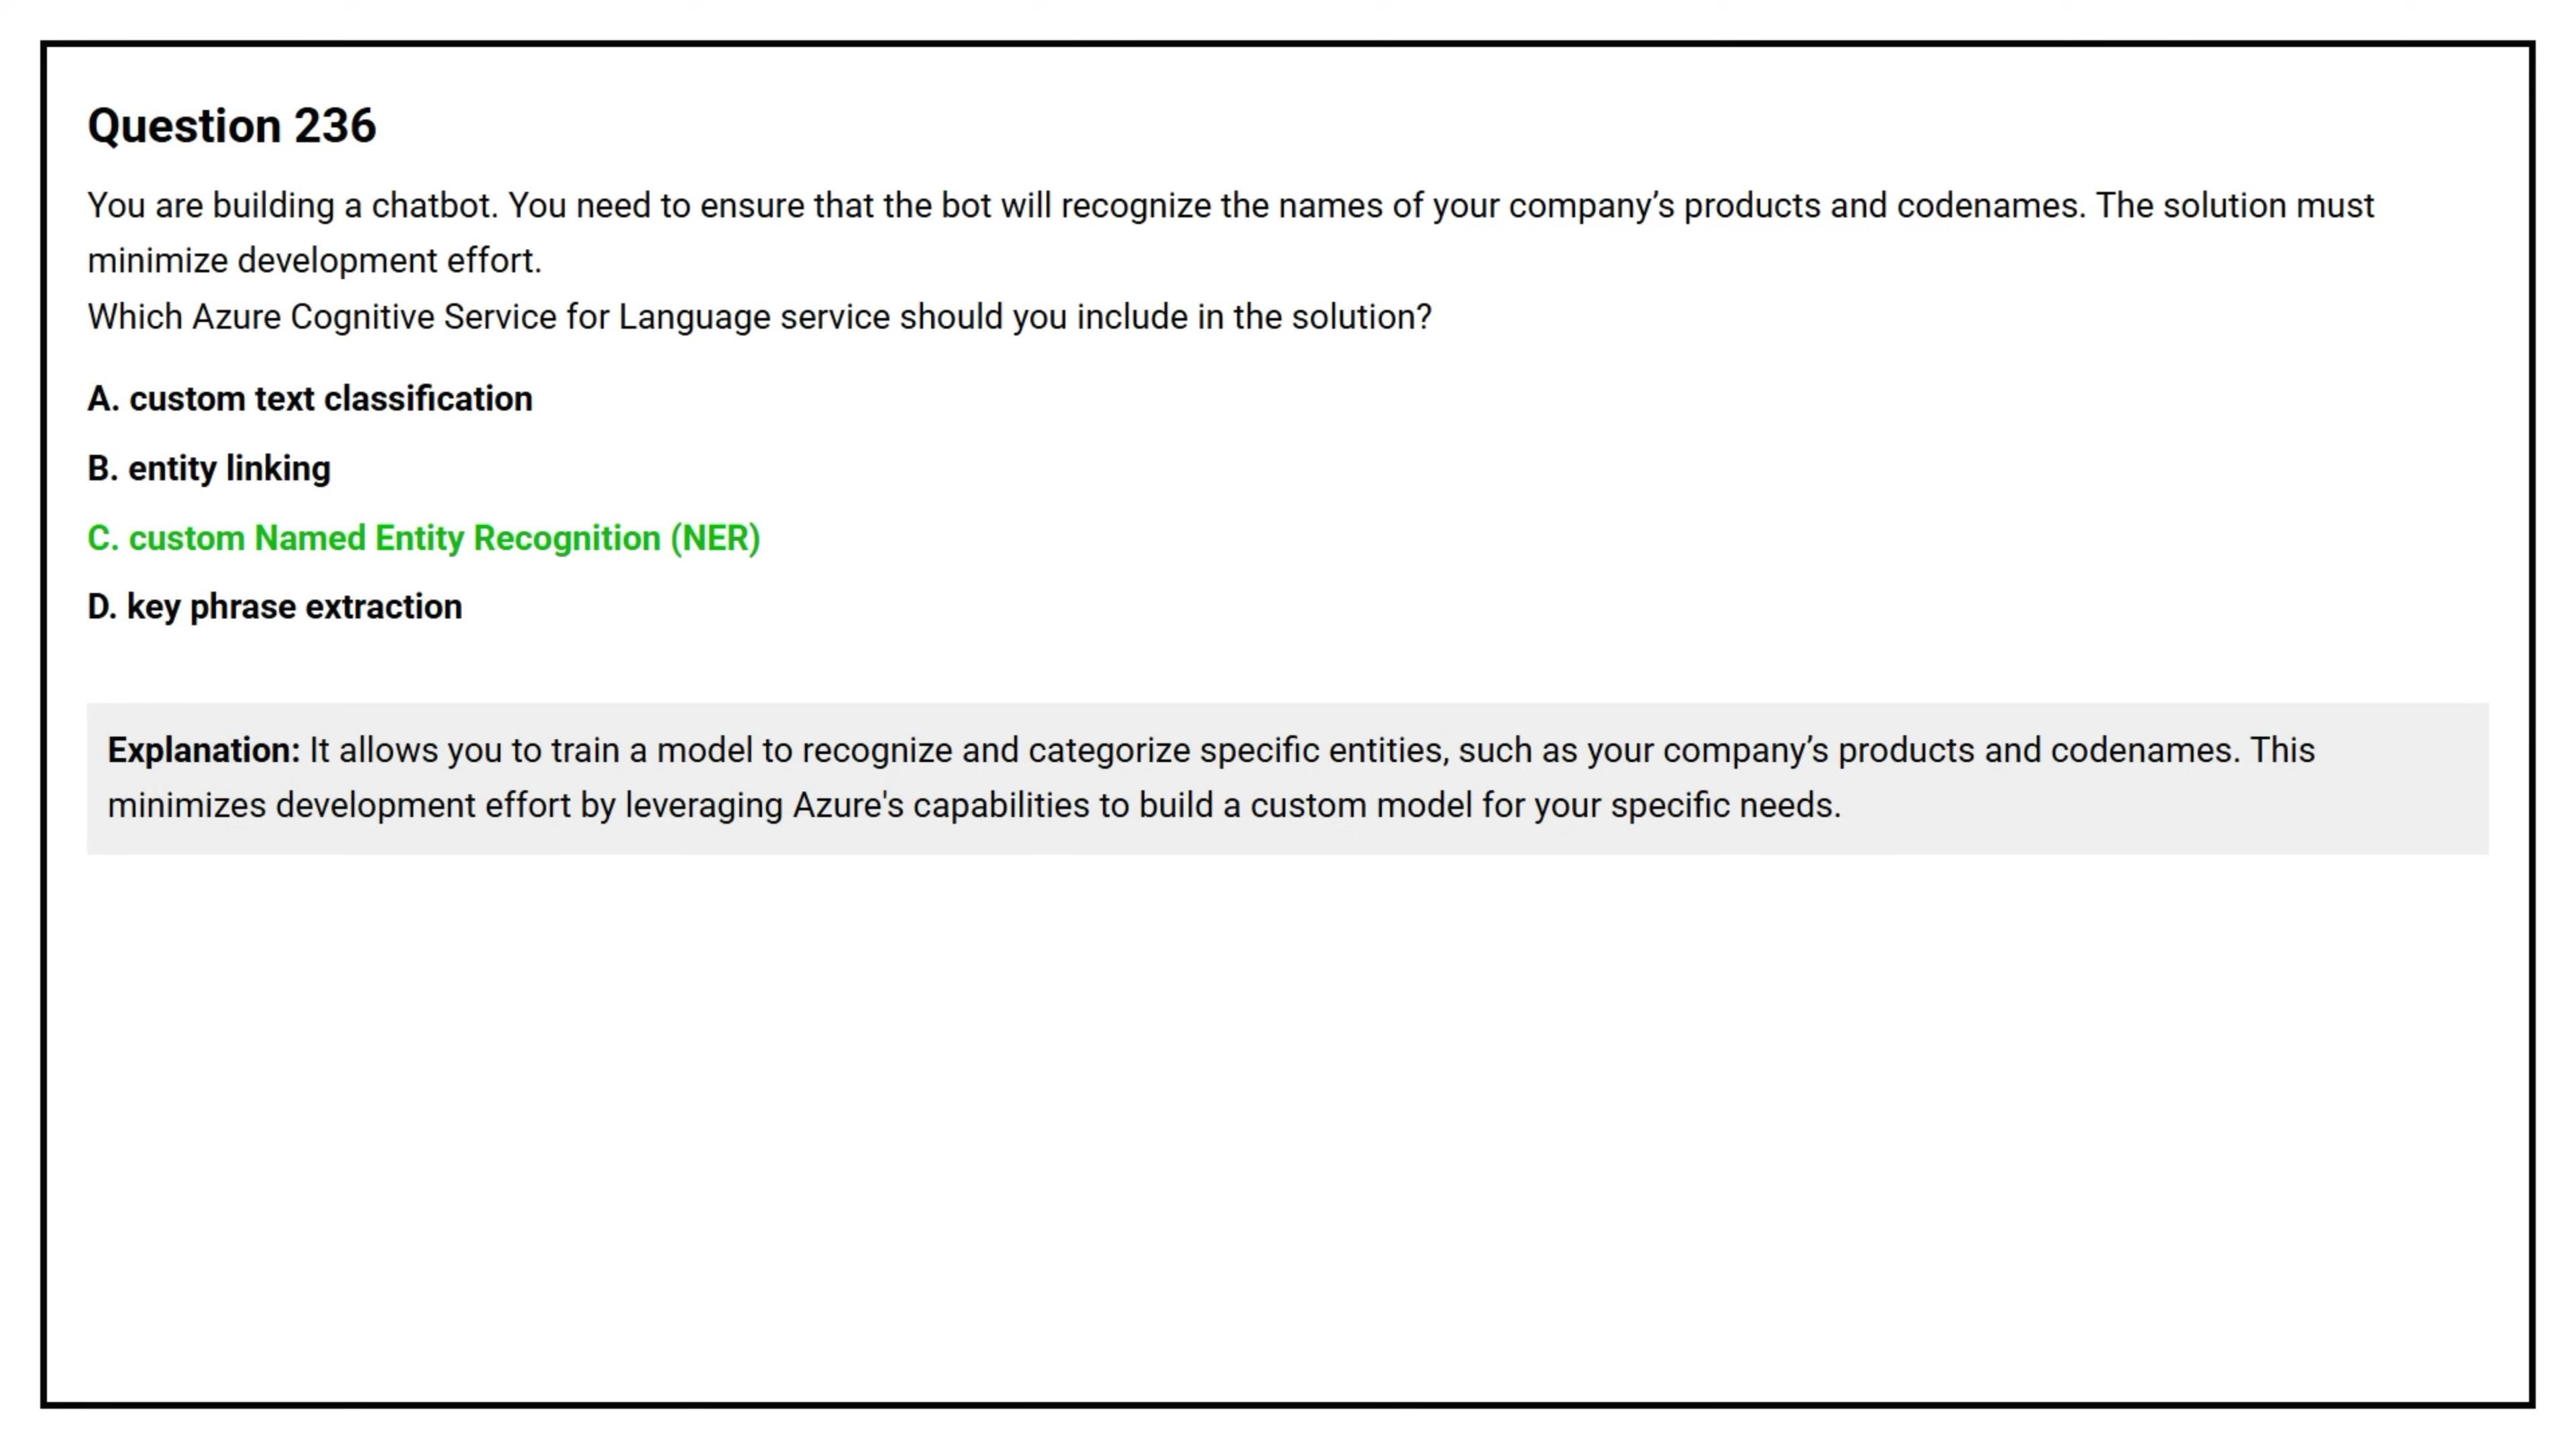 Question 236
You are building a chatbot. You need to ensure that the bot will recognize the names of your company’s products and codenames. The solution must
minimize development effort.
Which Azure Cognitive Service for Language service should you include in the solution?
A. custom text classification
B. entity linking
C. custom Named Entity Recognition (NER)
D. key phrase extraction
Explanation: It allows you to train a model to recognize and categorize specific entities, such as your company’s products and codenames. This
minimizes development effort by leveraging Azure's capabilities to build a custom model for your specific needs.